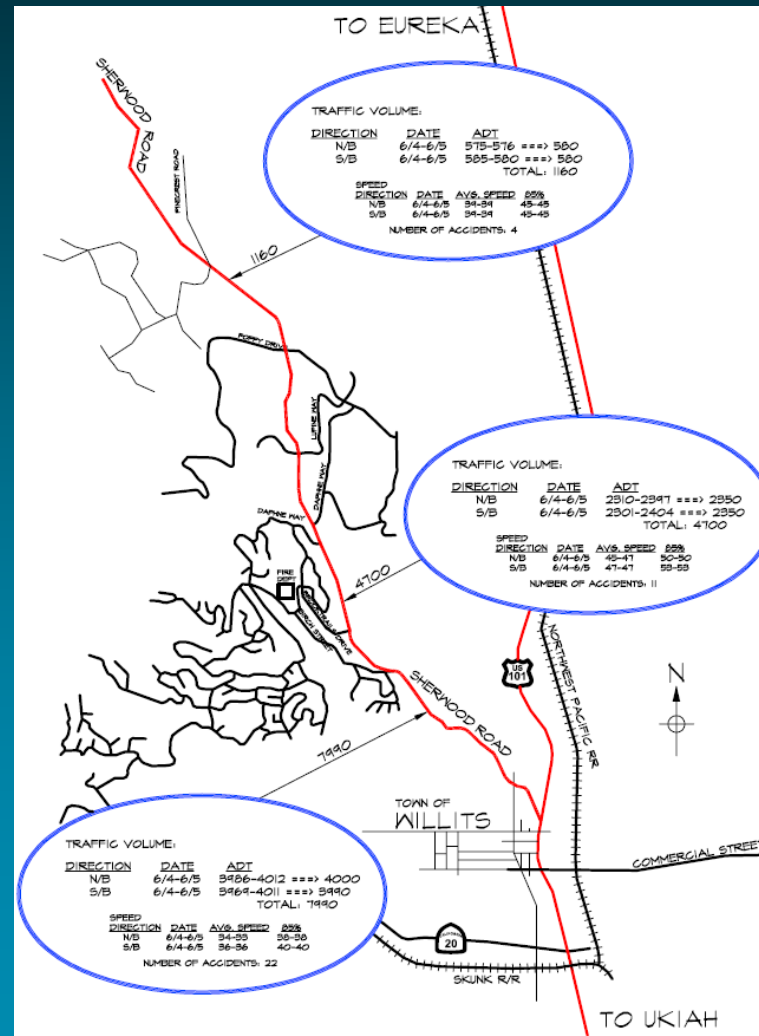 TO EUREKA
SHERWOOD ROAD
PINECREST ROAD
TRAFFIC VOLUME:
DIRECTION DATE ADT
N/B 6/4-6/5 575-576 ===> 580
S/B 6/4-6/5 585-580 ===> 580
TOTAL: 1160
SPEED
DIRECTION DATE AVG. SPEED 85%
N/B 6/4-6/5 39-39 45-45
S/B 6/4-6/5 39-39 45-45
NUMBER OF ACCIDENTS: 4
1160
POPPY DRIVE
LUPINE WAY
DAPHNE WAY
TRAFFIC VOLUME:
DIRECTION DATE ADT
N/B 6/4-6/5 2310-2397 ===> 2350
S/B 6/4-6/5 2301-2404 ===> 2350
TOTAL: 4700
SPEED
DIRECTION DATE AVG. SPEED 85%
N/B 6/4-6/5 45-47 50-50
S/B 6/4-6/5 47-47 53-53
NUMBER OF ACCIDENTS: 11
DAPHNE WAY
FIRE
DEPT
4700
BROOKTRAILS DRIVE
BIRCH STREET
US
101
NORTHWEST PACIFIC RR
N
SHERWOOD ROAD
7990
TOWN OF
WILLITS
COMMERCIAL STREET
TRAFFIC VOLUME:
DIRECTION DATE ADT
N/B 6/4-6/5 3986-4012 ===> 4000
S/B 6/4-6/5 3969-4011 ===> 3990
TOTAL: 7990
SPEED
DIRECTION DATE AVG. SPEED 85%
N/B 6/4-6/5 34-33 38-38
S/B 6/4-6/5 36-36 40-40
NUMBER OF ACCIDENTS: 22
20
SKUNK R/R
TO UKIAH